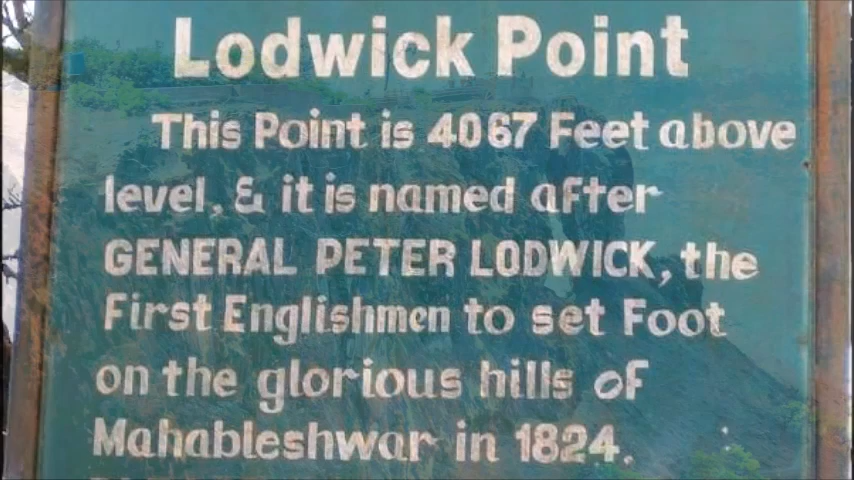 Lodwick Point
This Point is 4067 Feet above
level, & it is named after
GENERAL PETER LODWICK, the
First Englishmen to set Foot
on the glorious hills of
Mahableshwar in 1824.